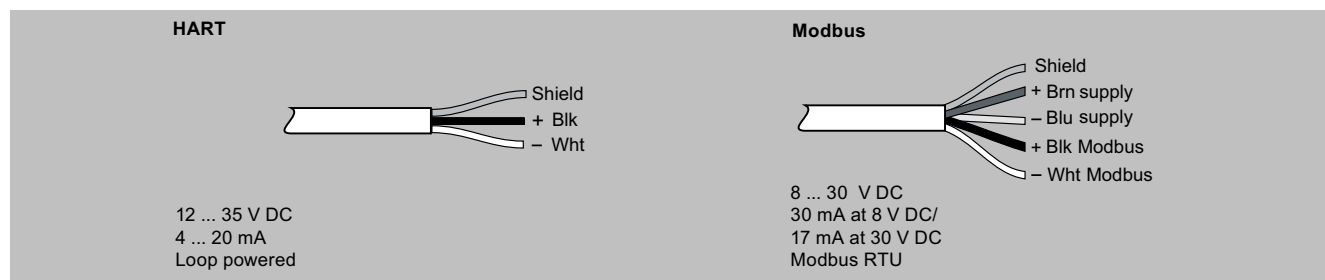 HART
Shield
+ Blk
– Wht
12 ... 35 V DC
4 ... 20 mA
Loop powered
Modbus
Shield
+ Brn supply
– Blu supply
+ Blk Modbus
– Wht Modbus
8 ... 30 V DC
30 mA at 8 V DC/
17 mA at 30 V DC
Modbus RTU